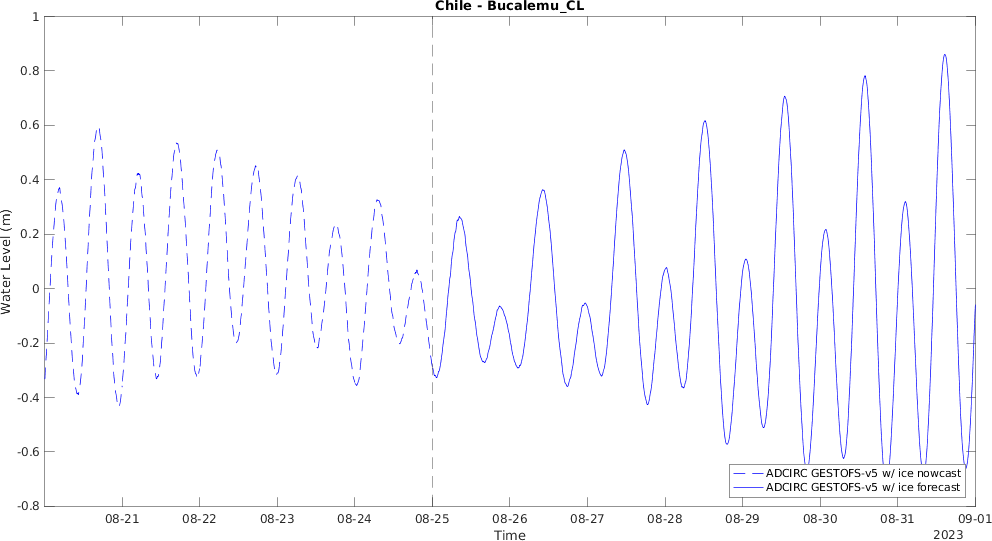 Chile - Bucalemu_CL
Water Level (m)
1
0.8
0.6
0.4
0.2
0
-0.2
-0.4
-0.6
-0.8
ADCIRC GESTOFS-v5 w/ ice nowcast
ADCIRC GESTOFS-v5 w/ ice forecast
08-21 08-22 08-23 08-24 08-25 08-26 08-27 08-28 08-29 08-30 08-31 09-01
Time
2023